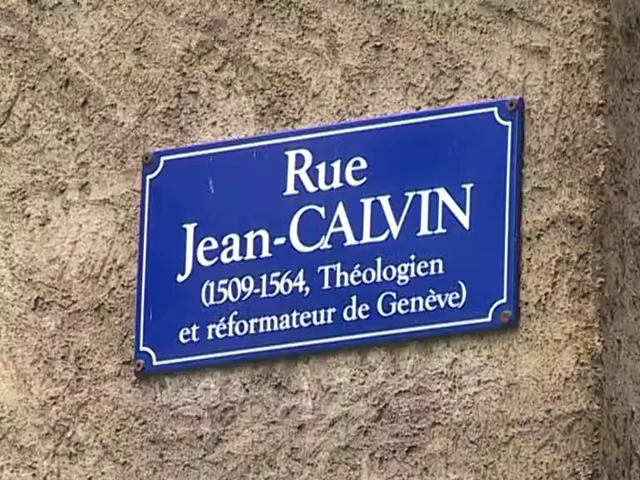 Rue
Jean-CALVIN
(1509-1564, Théologien
et réformateur de Genève)